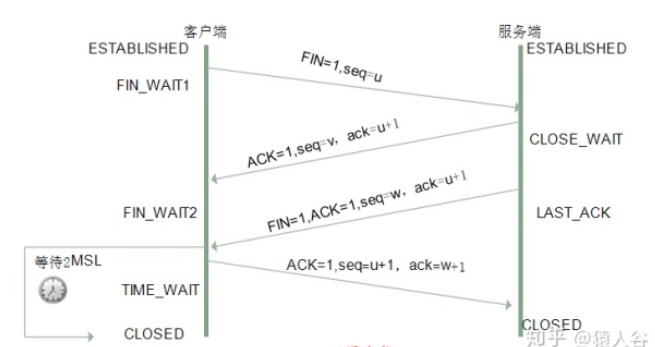 客户端
服务端
ESTABLISHED
ESTABLISHED
FIN=1,seq=u
FIN_WAIT1
ACK=1,seq=v，ack=u+1
CLOSE_WAIT
FIN=1,ACK=1,seq=w，ack=u+1
FIN_WAIT2
LAST_ACK
等待2MSL
ACK=1,seq=u+1，ack=w+1
TIME_WAIT
CLOSED
CLOSED
知乎 @猿人谷